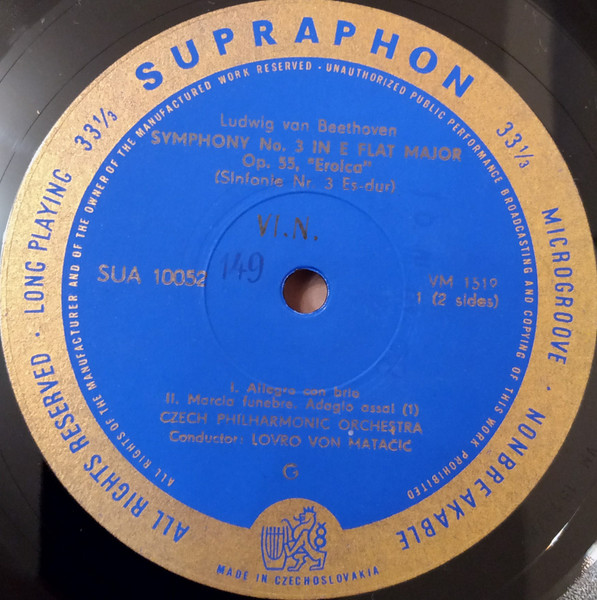 SUPRAPHON
33 1/3
33 1/3
LONG PLAYING
MICROGROOVE
ALL RIGHTS RESERVED
NONBREAKABLE
ALL RIGHTS OF THE MANUFACTURER AND OF THE OWNER OF THE MANUFACTURED WORK RESERVED · UNAUTHORIZED PUBLIC PERFORMANCE BROADCASTING AND COPYING OF THIS WORK PROHIBITED
Ludwig van Beethoven
SYMPHONY No. 3 IN E FLAT MAJOR
Op. 55, "Eroica"
(Sinfonie Nr. 3 Es-dur)
VI.N.
149
SUA 10052
VM 1519
1 (2 sides)
I. Allegro con brio
II. Marcia funebre. Adagio assai (1)
CZECH PHILHARMONIC ORCHESTRA
Conductor: LOVRO VON MATAČIĆ
G
MADE IN CZECHOSLOVAKIA